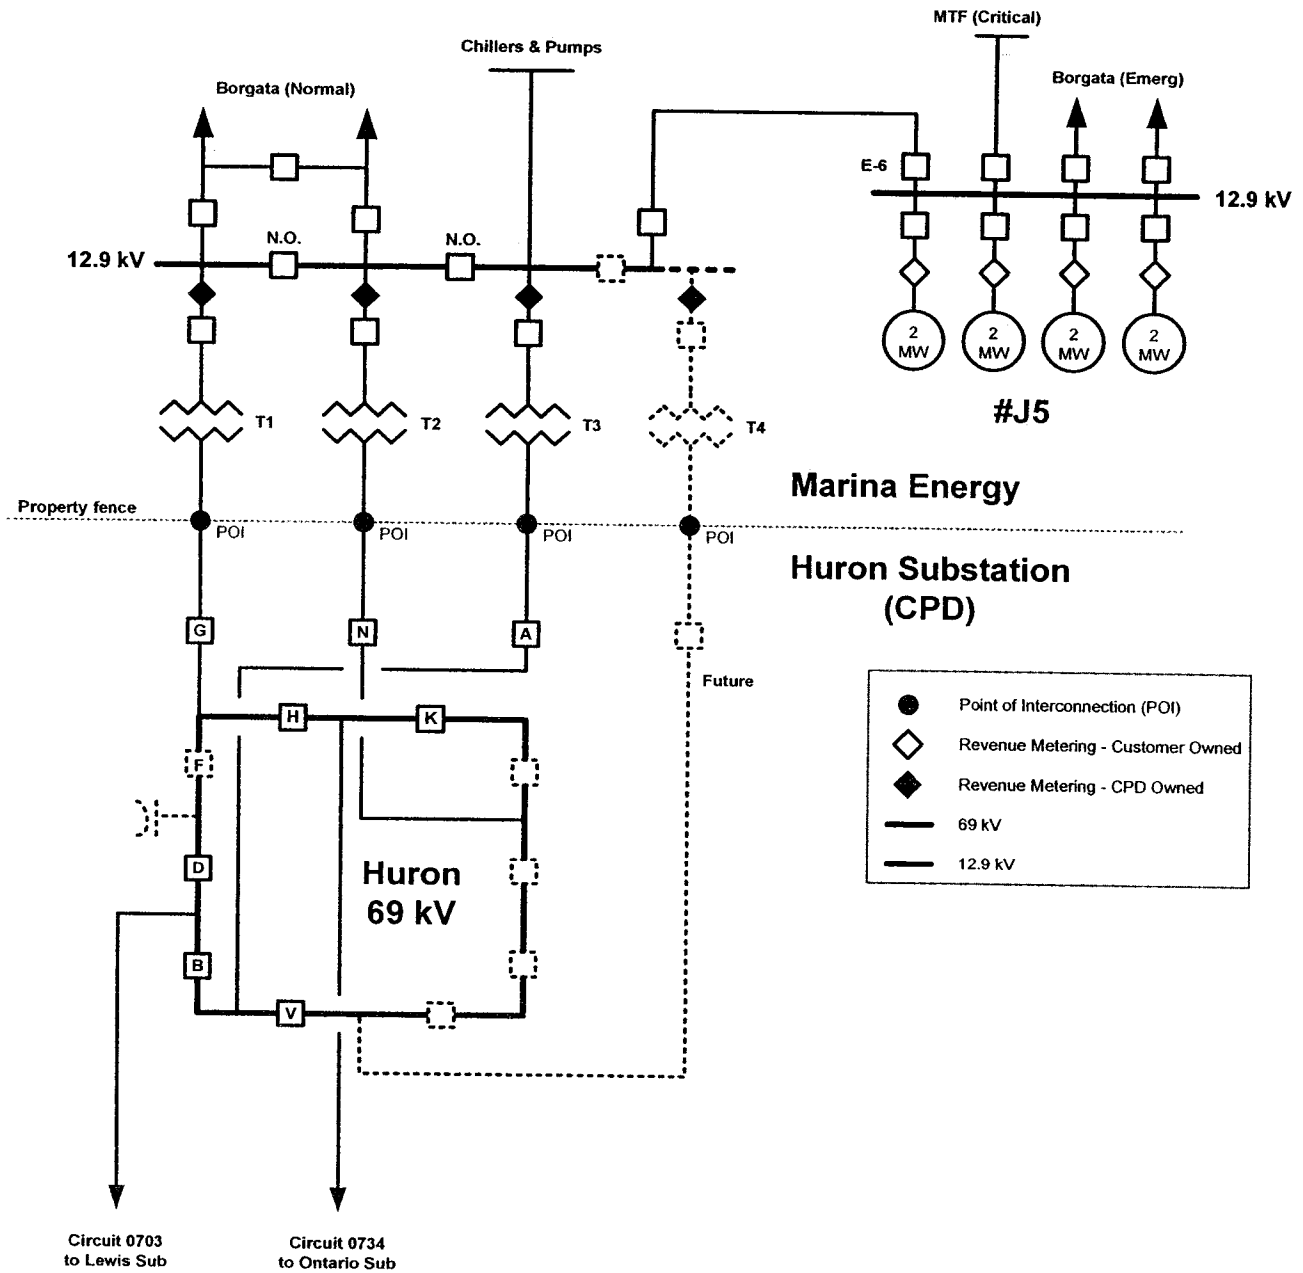 MTF (Critical)
Chillers & Pumps
Borgata (Normal)
Borgata (Emerg)
E-6
12.9 kV
N.O.
N.O.
12.9 kV
2
MW
2
MW
2
MW
2
MW
#J5
T1
T2
T3
T4
Marina Energy
Property fence
POI
POI
POI
POI
Huron Substation
(CPD)
G
N
A
Future
H
K
F
D
B
V
Huron
69 kV
Point of Interconnection (POI)
Revenue Metering - Customer Owned
Revenue Metering - CPD Owned
69 kV
12.9 kV
Circuit 0703
to Lewis Sub
Circuit 0734
to Ontario Sub